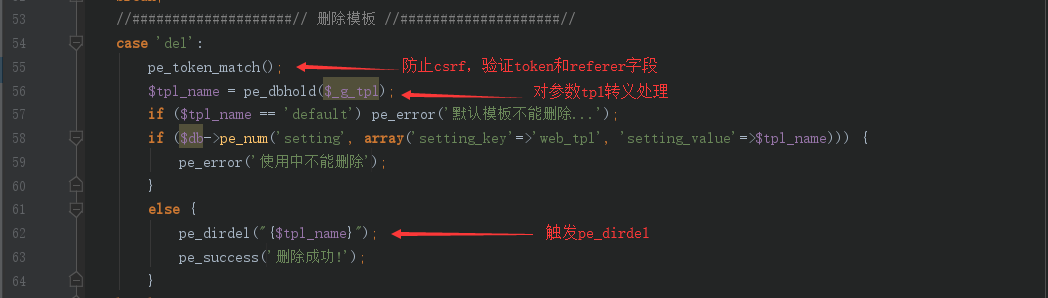 break;
53 //####################// 删除模板 //####################//
54 case 'del':
55 pe_token_match(); 防止csrf，验证token和referer字段
56 $tpl_name = pe_dbhold($_g_tpl); 对参数tpl转义处理
57 if ($tpl_name == 'default') pe_error('默认模板不能删除...');
58 if ($db->pe_num('setting', array('setting_key'=>'web_tpl', 'setting_value'=>$tpl_name))) {
59 pe_error('使用中不能删除');
60 }
61 else {
62 pe_dirdel("{$tpl_name}"); 触发pe_dirdel
63 pe_success('删除成功!');
64 }